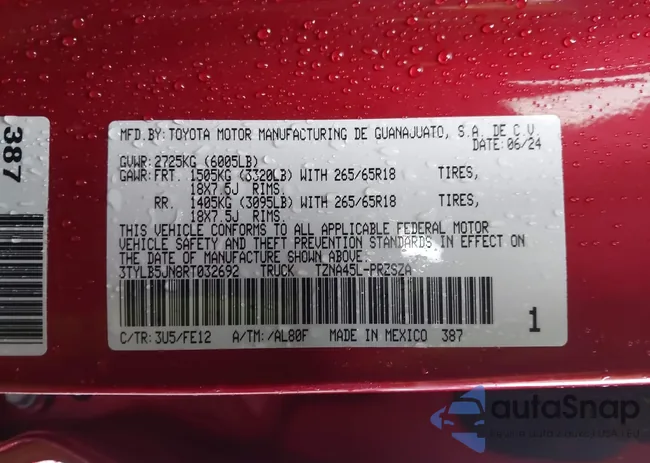 387
MFD.BY:TOYOTA MOTOR MANUFACTURING DE GUANAJUATO, S.A. DE C.V.
DATE: 06/24
GVWR:2725KG (6005LB)
GAWR:FRT. 1505KG (3320LB) WITH 265/65R18 TIRES,
18X7.5J RIMS.
RR. 1405KG (3095LB) WITH 265/65R18 TIRES,
18X7.5J RIMS.
THIS VEHICLE CONFORMS TO ALL APPLICABLE FEDERAL MOTOR
VEHICLE SAFETY AND THEFT PREVENTION STANDARDS IN EFFECT ON
THE DATE OF MANUFACTURE SHOWN ABOVE.
3TYLB5JN8RT032692 TRUCK TZNA45L-PRZSZA
C/TR: 3U5/FE12 A/TM: /AL80F MADE IN MEXICO 387
1
autoSnap